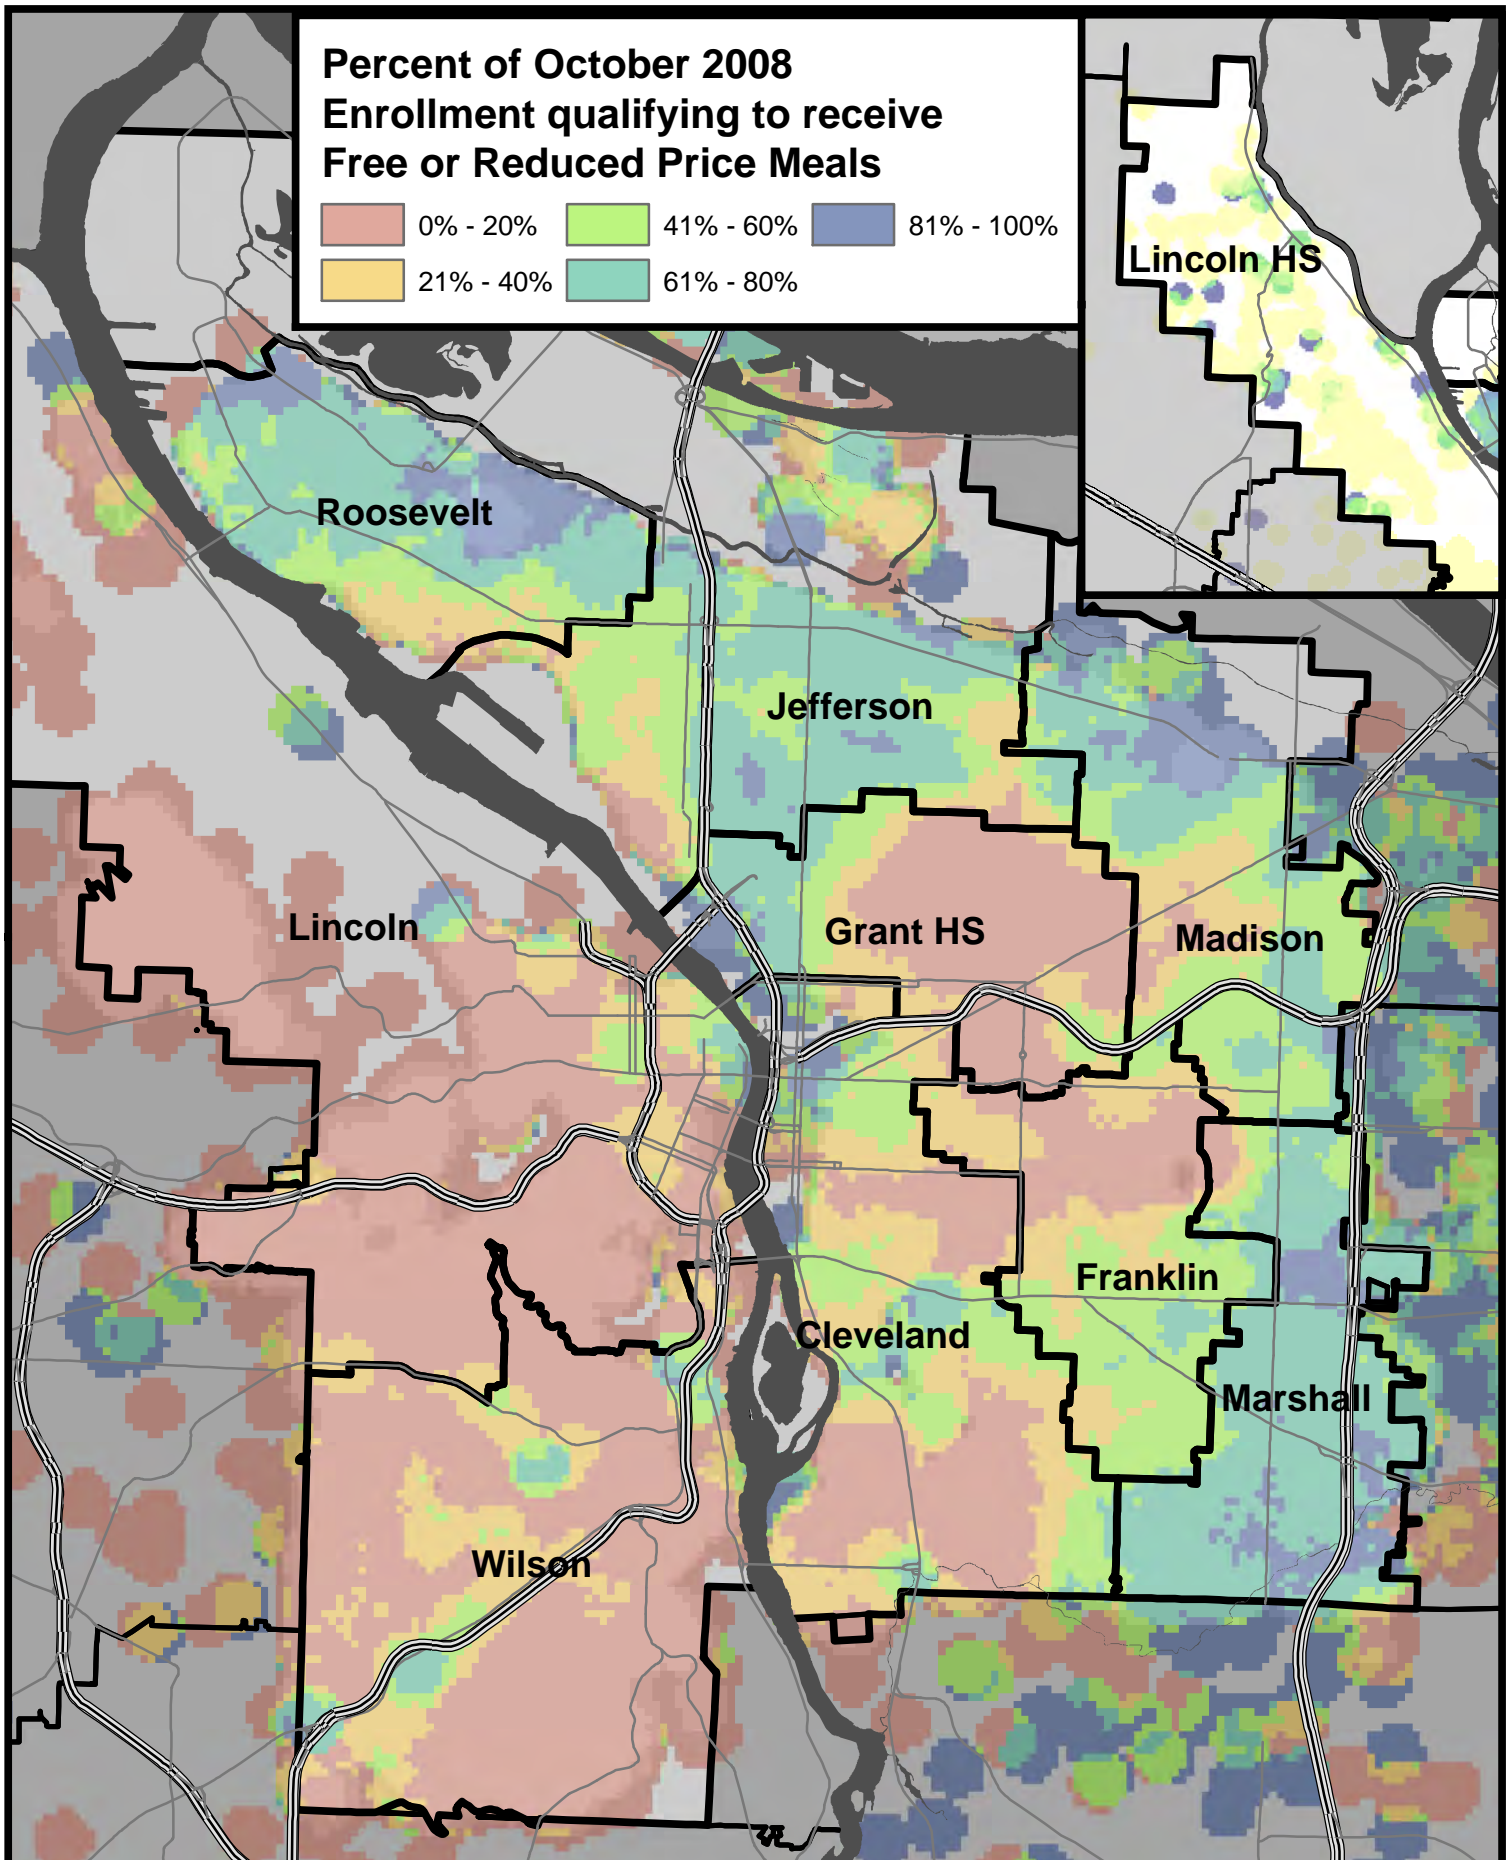 Percent of October 2008
Enrollment qualifying to receive
Free or Reduced Price Meals
0% - 20%
41% - 60%
81% - 100%
21% - 40%
61% - 80%
Lincoln HS
Roosevelt
Jefferson
Lincoln
Grant HS
Madison
Franklin
Cleveland
Marshall
Wilson